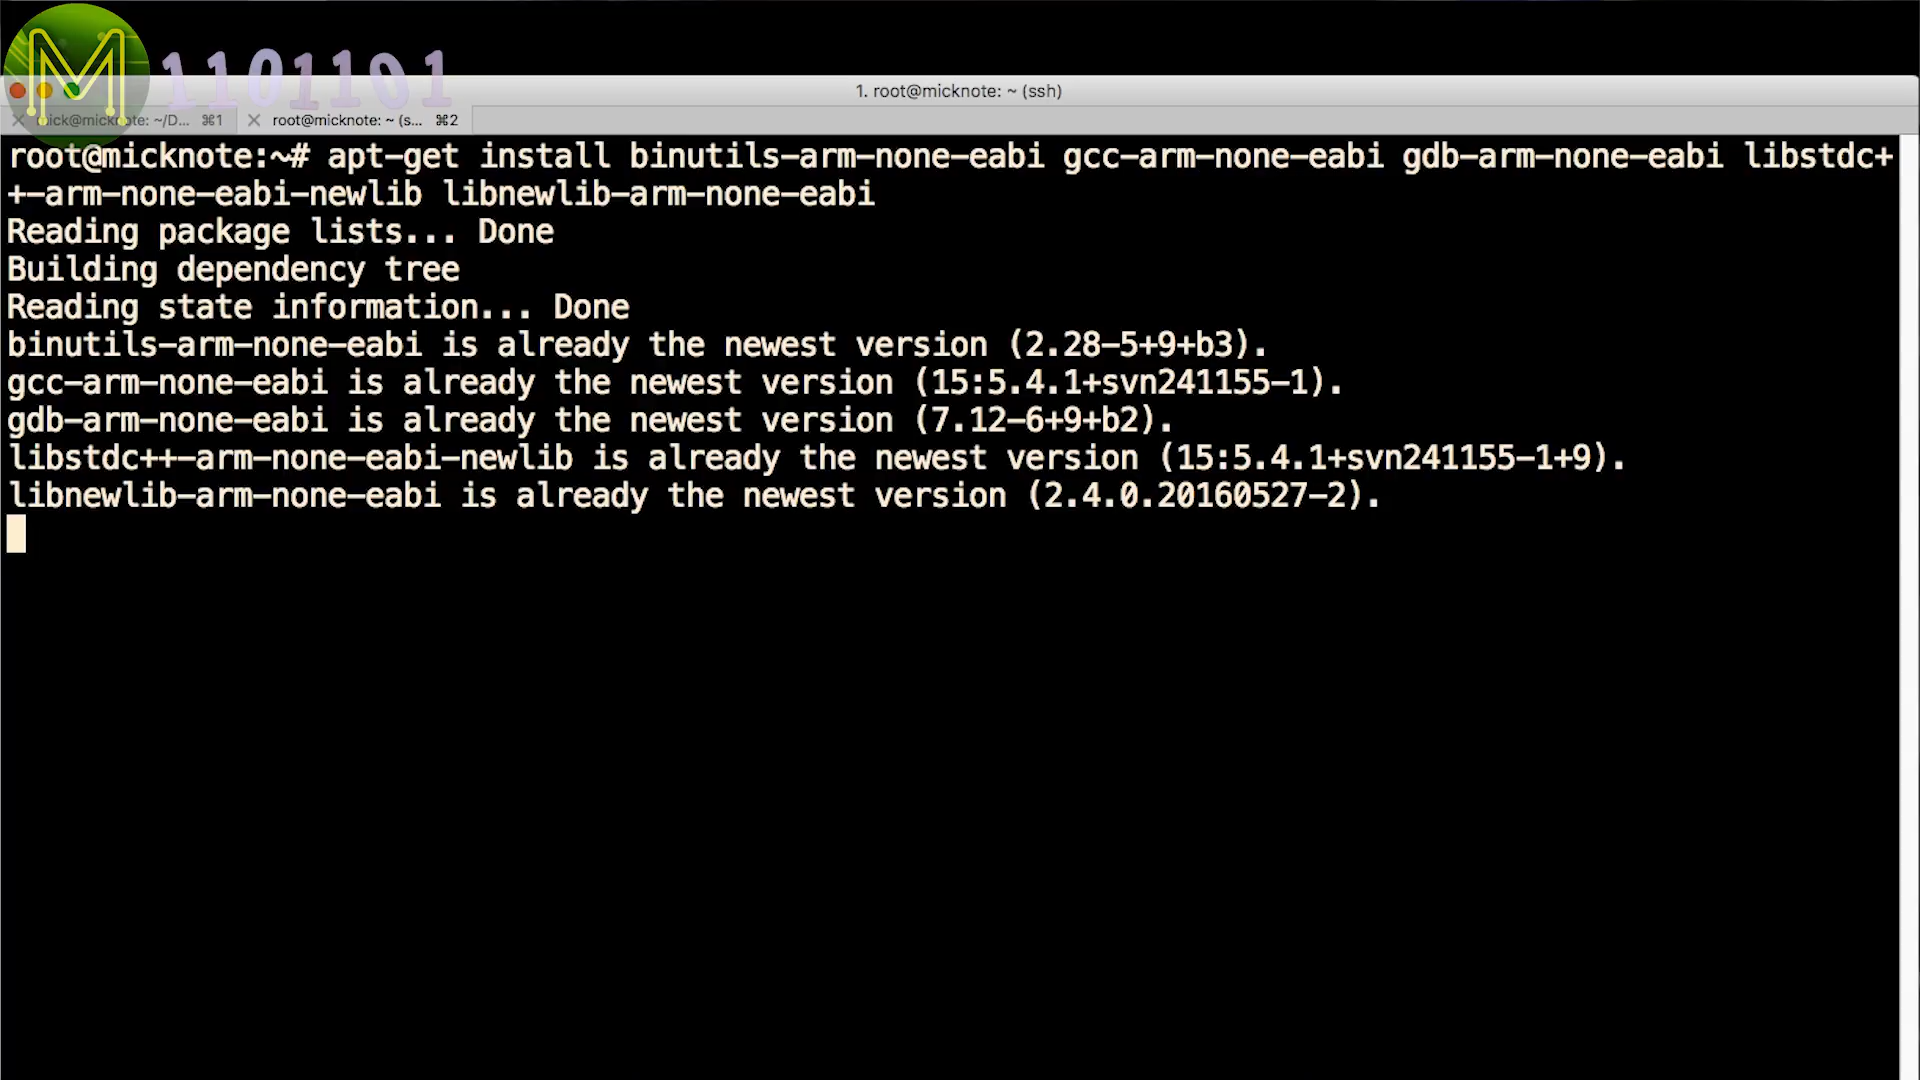 M 1101101
1. root@micknote: ~ (ssh)
mick@micknote: ~/D... ⌘1 root@micknote: ~ (s... ⌘2
root@micknote:~# apt-get install binutils-arm-none-eabi gcc-arm-none-eabi gdb-arm-none-eabi libstdc+
+-arm-none-eabi-newlib libnewlib-arm-none-eabi
Reading package lists... Done
Building dependency tree
Reading state information... Done
binutils-arm-none-eabi is already the newest version (2.28-5+9+b3).
gcc-arm-none-eabi is already the newest version (15:5.4.1+svn241155-1).
gdb-arm-none-eabi is already the newest version (7.12-6+9+b2).
libstdc++-arm-none-eabi-newlib is already the newest version (15:5.4.1+svn241155-1+9).
libnewlib-arm-none-eabi is already the newest version (2.4.0.20160527-2).